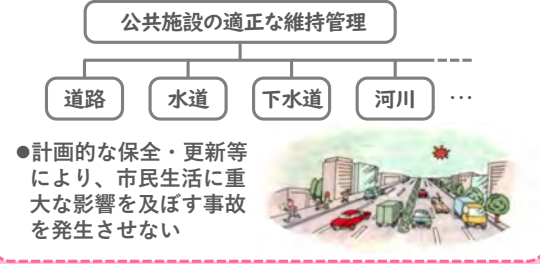 公共施設の適正な維持管理
道路 水道 下水道 河川 …
●計画的な保全・更新等
により、市民生活に重
大な影響を及ぼす事故
を発生させない